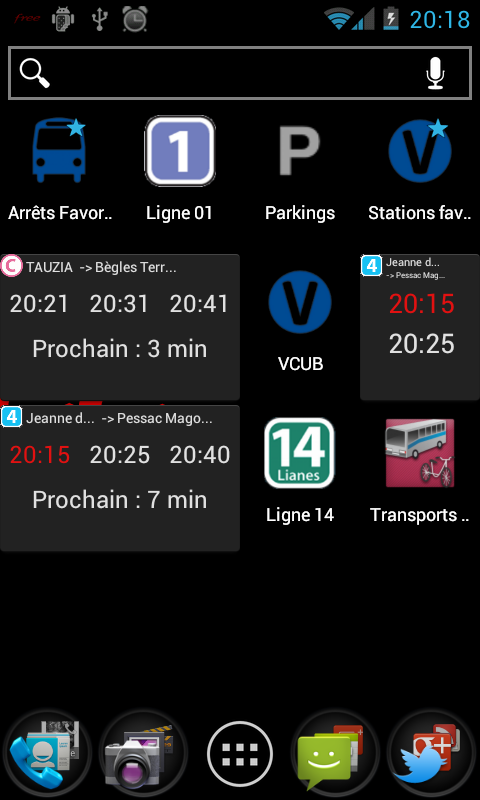 free
20:18
Arrêts Favor..
1
Ligne 01
P
Parkings
V
Stations fav..
C TAUZIA -> Bègles Terr...
20:21 20:31 20:41
Prochain : 3 min
V
VCUB
4 Jeanne d...
-> Pessac Mag...
20:15
20:25
4 Jeanne d... -> Pessac Mago...
20:15 20:25 20:40
Prochain : 7 min
14
Lianes
Ligne 14
Transports ..